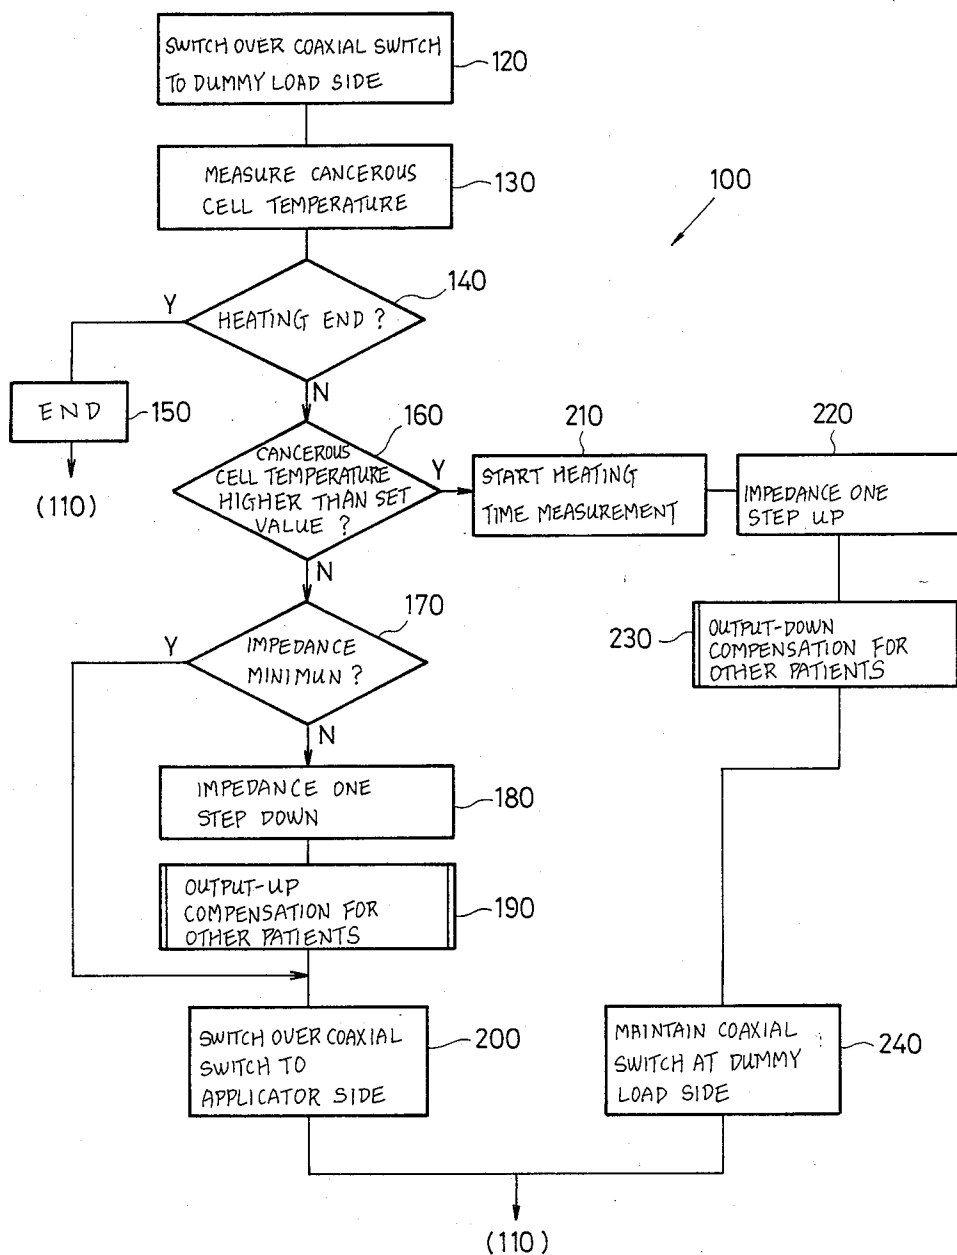 SWITCH OVER COAXIAL SWITCH
TO DUMMY LOAD SIDE
120
MEASURE CANCEROUS
CELL TEMPERATURE
130
100
140
Y
HEATING END ?
N
END
150
(110)
160
CANCEROUS
CELL TEMPERATURE
HIGHER THAN SET
VALUE ?
Y
N
210
START HEATING
TIME MEASUREMENT
220
IMPEDANCE ONE
STEP UP
230
OUTPUT-DOWN
COMPENSATION FOR
OTHER PATIENTS
170
Y
IMPEDANCE
MINIMUN ?
N
IMPEDANCE ONE
STEP DOWN
180
OUTPUT-UP
COMPENSATION FOR
OTHER PATIENTS
190
SWITCH OVER COAXIAL
SWITCH TO
APPLICATOR SIDE
200
MAINTAIN COAXIAL
SWITCH AT DUMMY
LOAD SIDE
240
(110)